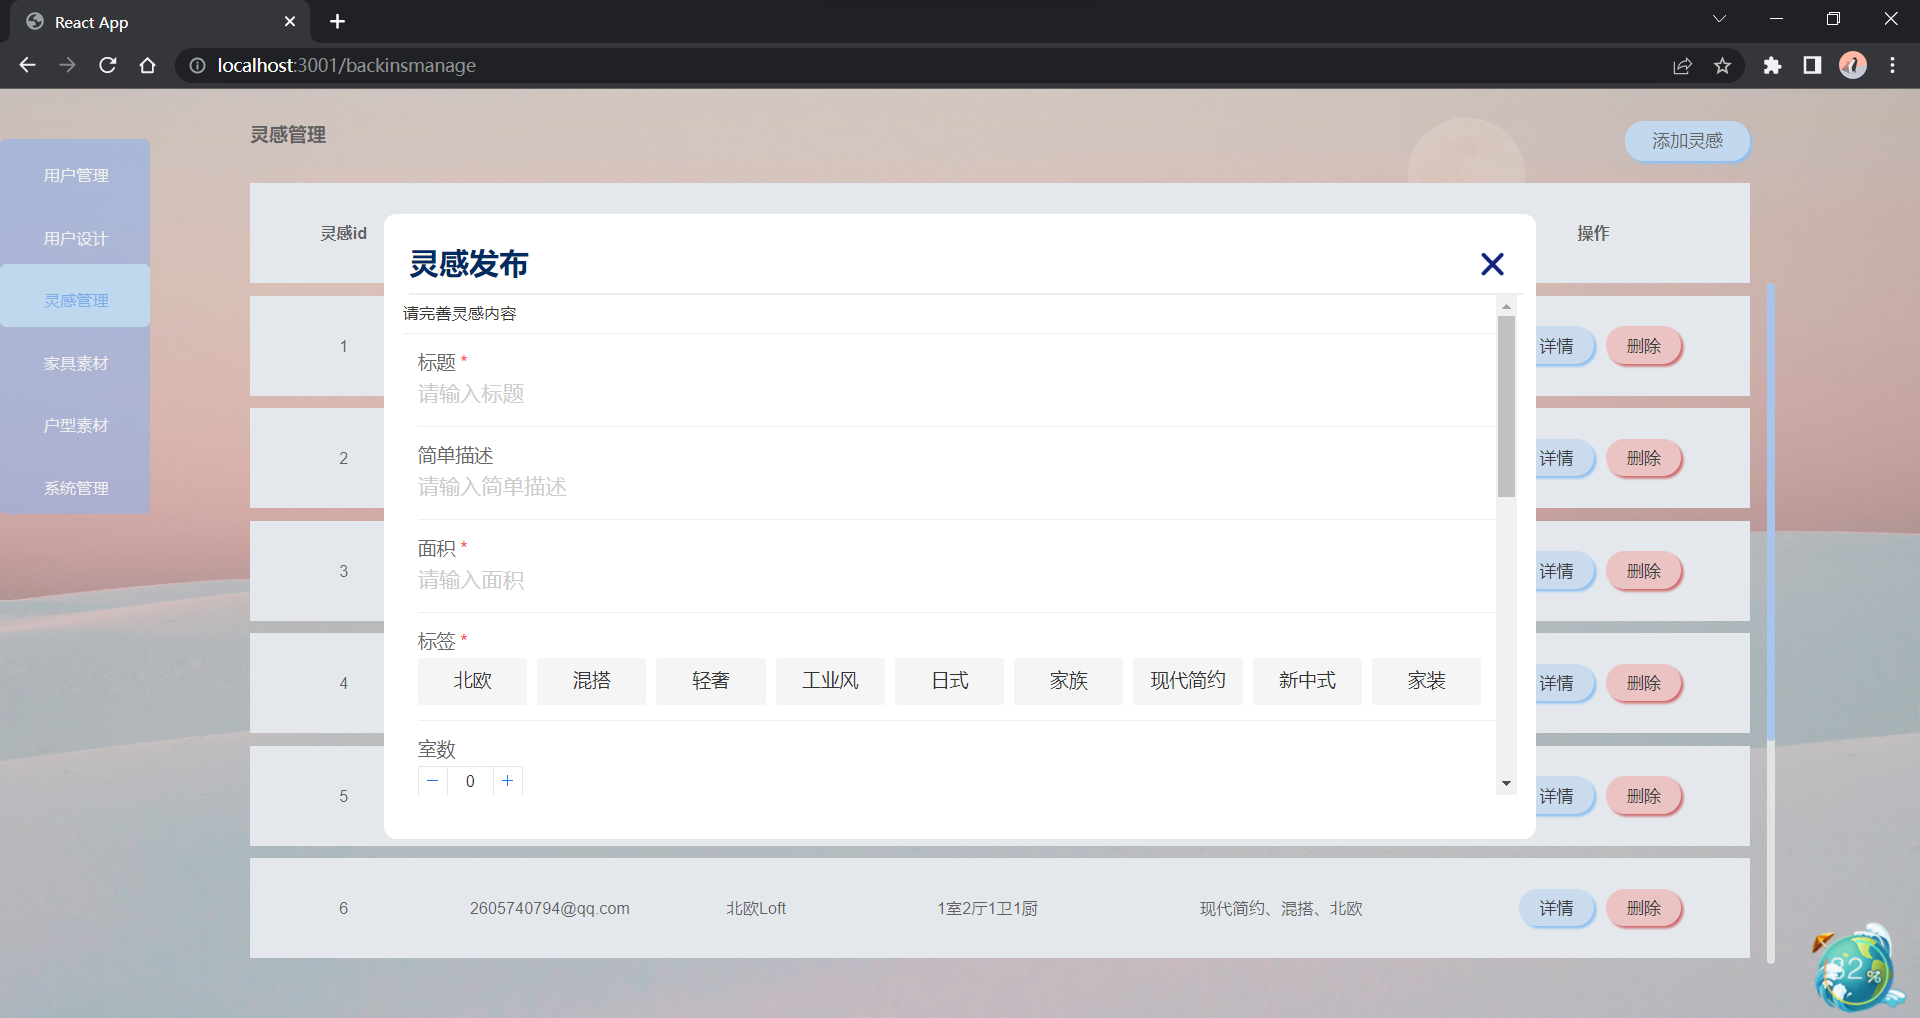 React App
localhost:3001/backinsmanage
灵感管理
添加灵感
用户管理
用户设计
灵感管理
家具素材
户型素材
系统管理
灵感id
操作
灵感发布
请完善灵感内容
标题 *
请输入标题
简单描述
请输入简单描述
面积 *
请输入面积
标签 *
北欧 混搭 轻奢 工业风 日式 家族 现代简约 新中式 家装
室数
0
1 详情 删除
2 详情 删除
3 详情 删除
4 详情 删除
5 详情 删除
6 2605740794@qq.com 北欧Loft 1室2厅1卫1厨 现代简约、混搭、北欧 详情 删除
82%